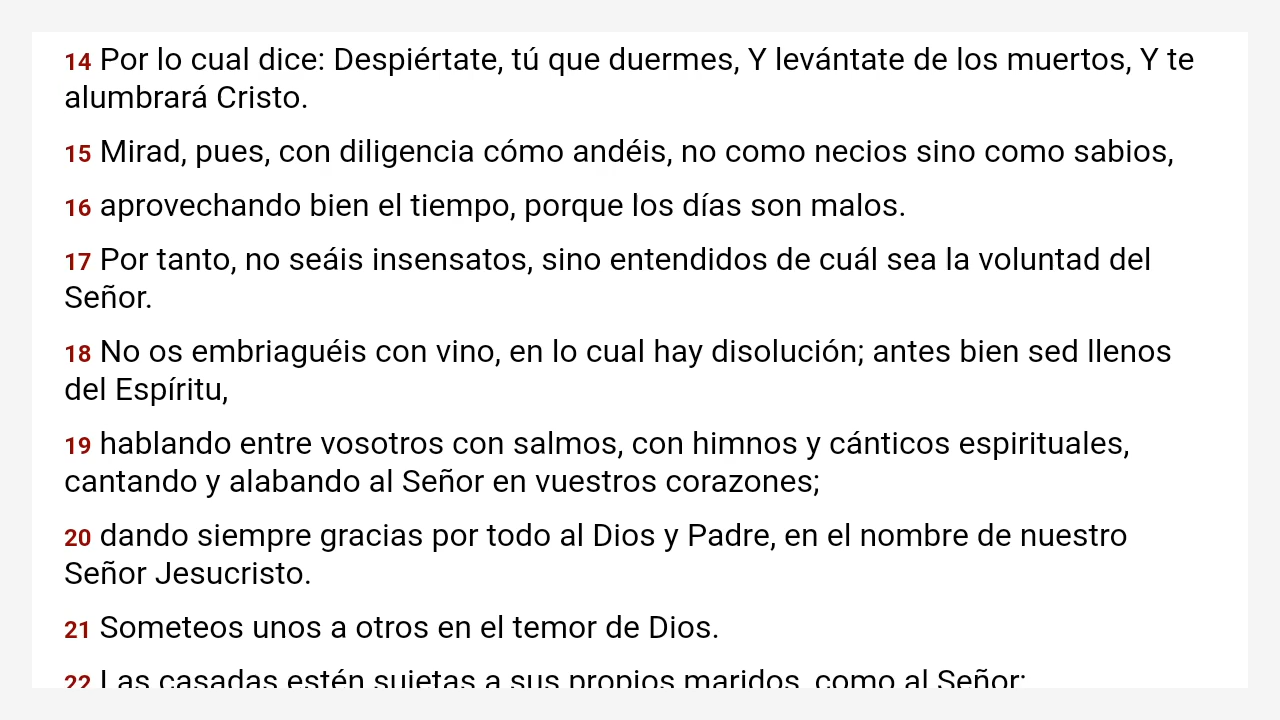 14 Por lo cual dice: Despiértate, tú que duermes, Y levántate de los muertos, Y te
alumbrará Cristo.
15 Mirad, pues, con diligencia cómo andéis, no como necios sino como sabios,
16 aprovechando bien el tiempo, porque los días son malos.
17 Por tanto, no seáis insensatos, sino entendidos de cuál sea la voluntad del
Señor.
18 No os embriaguéis con vino, en lo cual hay disolución; antes bien sed llenos
del Espíritu,
19 hablando entre vosotros con salmos, con himnos y cánticos espirituales,
cantando y alabando al Señor en vuestros corazones;
20 dando siempre gracias por todo al Dios y Padre, en el nombre de nuestro
Señor Jesucristo.
21 Someteos unos a otros en el temor de Dios.
22 Las casadas estén sujetas a sus propios maridos, como al Señor;